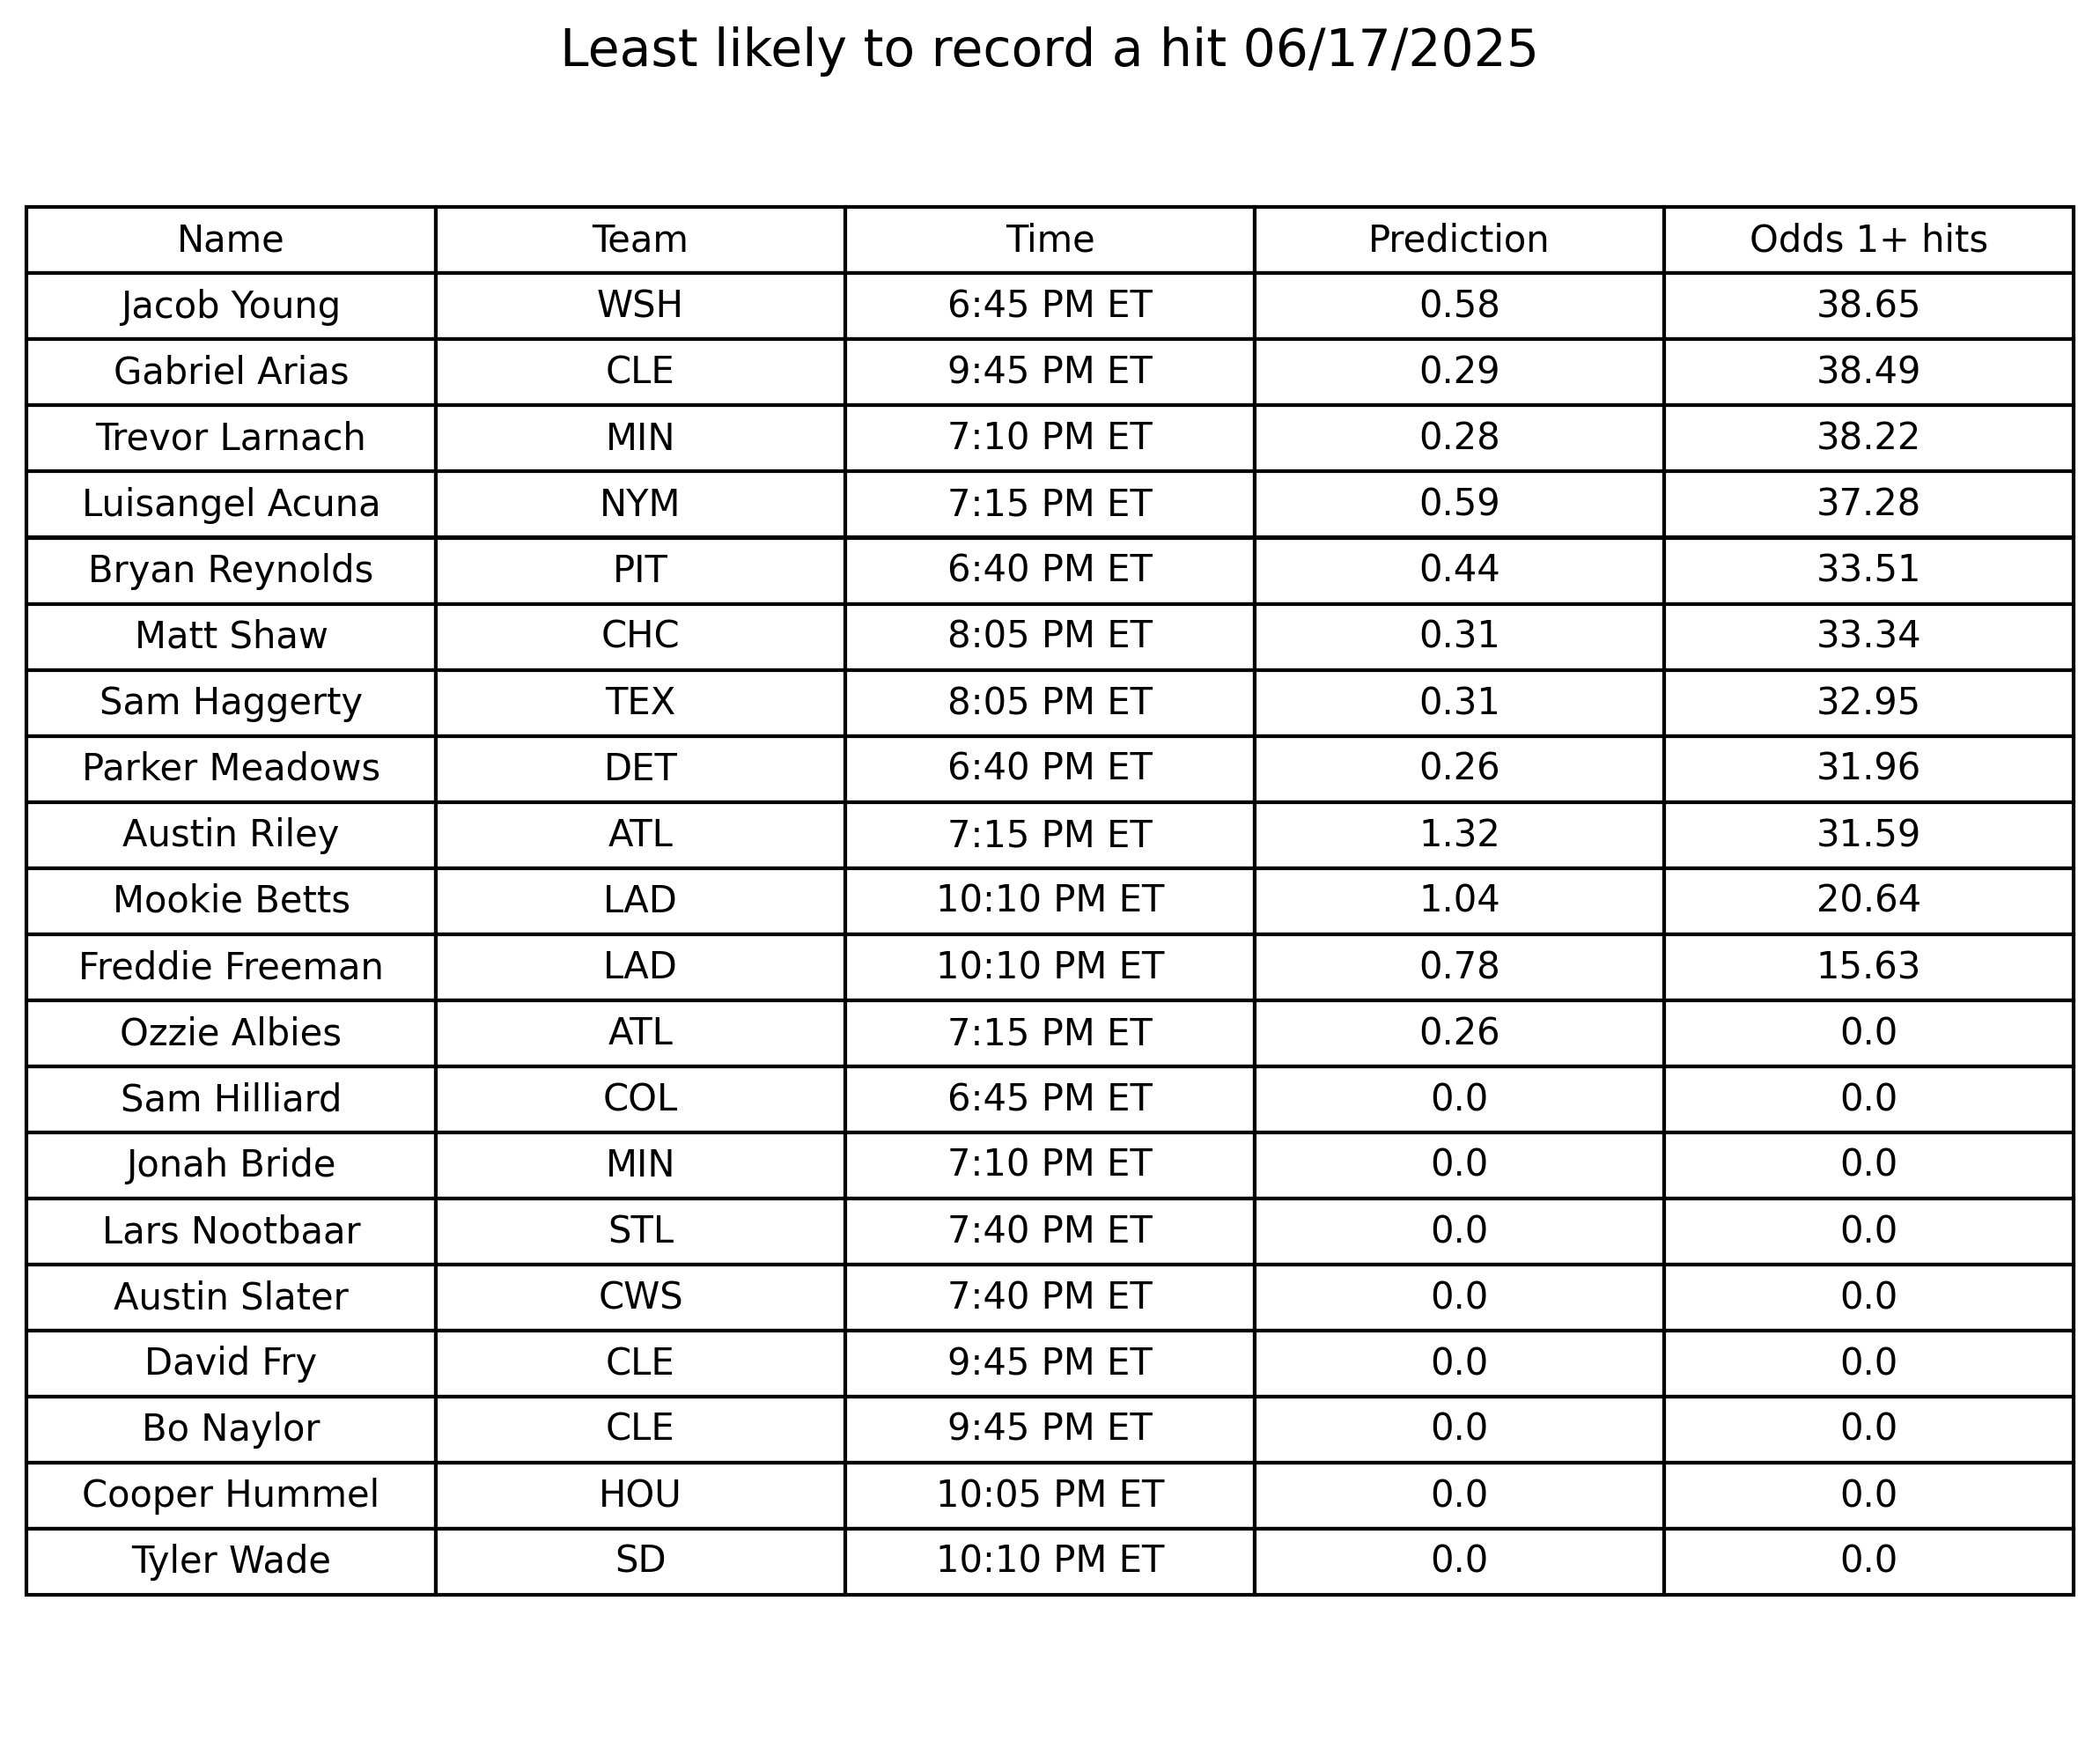 Least likely to record a hit 06/17/2025
Name Team Time Prediction Odds 1+ hits
Jacob Young WSH 6:45 PM ET 0.58 38.65
Gabriel Arias CLE 9:45 PM ET 0.29 38.49
Trevor Larnach MIN 7:10 PM ET 0.28 38.22
Luisangel Acuna NYM 7:15 PM ET 0.59 37.28
Bryan Reynolds PIT 6:40 PM ET 0.44 33.51
Matt Shaw CHC 8:05 PM ET 0.31 33.34
Sam Haggerty TEX 8:05 PM ET 0.31 32.95
Parker Meadows DET 6:40 PM ET 0.26 31.96
Austin Riley ATL 7:15 PM ET 1.32 31.59
Mookie Betts LAD 10:10 PM ET 1.04 20.64
Freddie Freeman LAD 10:10 PM ET 0.78 15.63
Ozzie Albies ATL 7:15 PM ET 0.26 0.0
Sam Hilliard COL 6:45 PM ET 0.0 0.0
Jonah Bride MIN 7:10 PM ET 0.0 0.0
Lars Nootbaar STL 7:40 PM ET 0.0 0.0
Austin Slater CWS 7:40 PM ET 0.0 0.0
David Fry CLE 9:45 PM ET 0.0 0.0
Bo Naylor CLE 9:45 PM ET 0.0 0.0
Cooper Hummel HOU 10:05 PM ET 0.0 0.0
Tyler Wade SD 10:10 PM ET 0.0 0.0